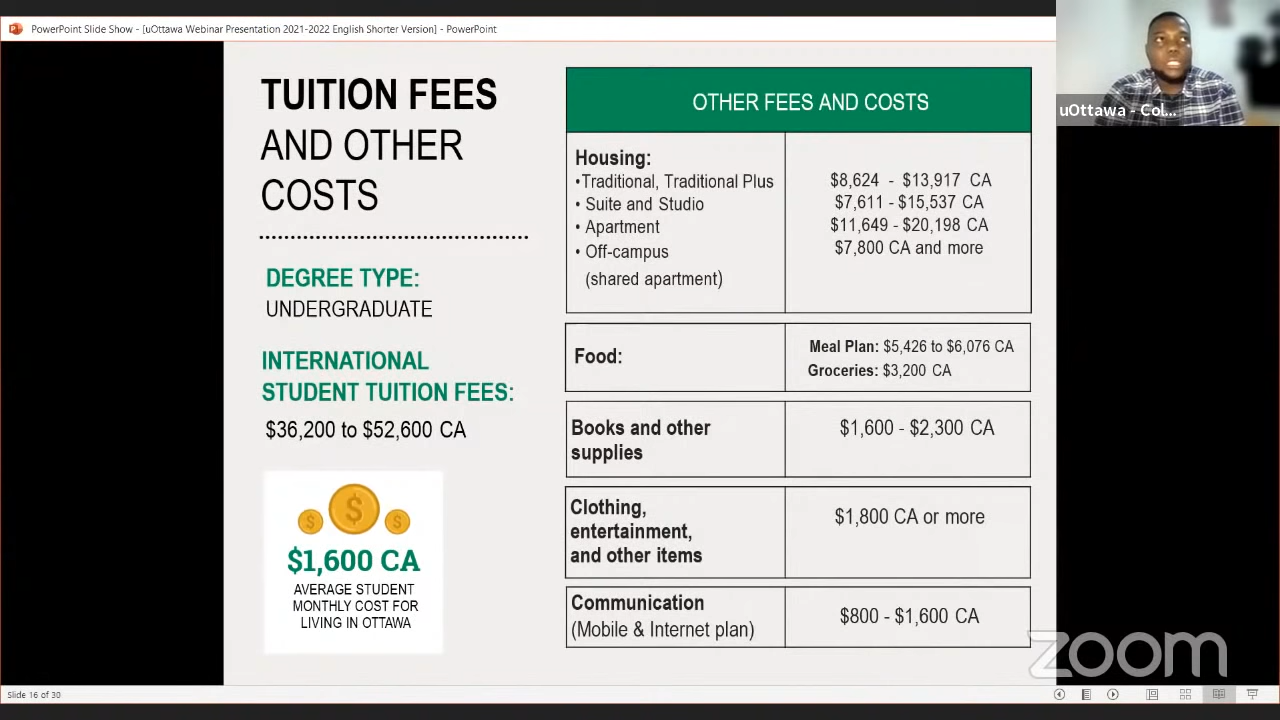 PowerPoint Slide Show - [uOttawa Webinar Presentation 2021-2022 English Shorter Version] - PowerPoint
uOttawa - Col...
TUITION FEES
AND OTHER
COSTS
DEGREE TYPE:
UNDERGRADUATE
INTERNATIONAL
STUDENT TUITION FEES:
$36,200 to $52,600 CA
$1,600 CA
AVERAGE STUDENT
MONTHLY COST FOR
LIVING IN OTTAWA
OTHER FEES AND COSTS
Housing:
•Traditional, Traditional Plus $8,624 - $13,917 CA
• Suite and Studio $7,611 - $15,537 CA
• Apartment $11,649 - $20,198 CA
• Off-campus $7,800 CA and more
(shared apartment)
Food:
Meal Plan: $5,426 to $6,076 CA
Groceries: $3,200 CA
Books and other
supplies
$1,600 - $2,300 CA
Clothing,
entertainment,
and other items
$1,800 CA or more
Communication
(Mobile & Internet plan)
$800 - $1,600 CA
zoom
Slide 16 of 30